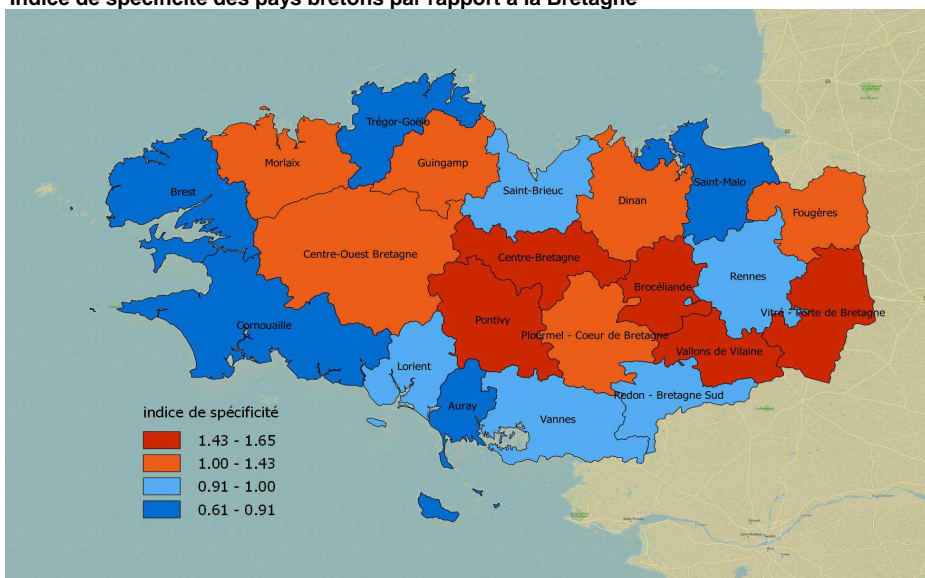 Indice de spécificité des pays bretons par rapport à la Bretagne
Trégor-Goëlo
Morlaix
Guingamp
Saint-Malo
Brest
Saint-Brieuc
Dinan
Fougères
Centre-Ouest Bretagne
Centre-Bretagne
Rennes
Brocéliande
Vitré - Porte de Bretagne
Pontivy
Cornouaille
Ploërmel - Coeur de Bretagne
Vallons de Vilaine
Lorient
Redon - Bretagne Sud
Auray
Vannes
indice de spécificité
1.43 - 1.65
1.00 - 1.43
0.91 - 1.00
0.61 - 0.91